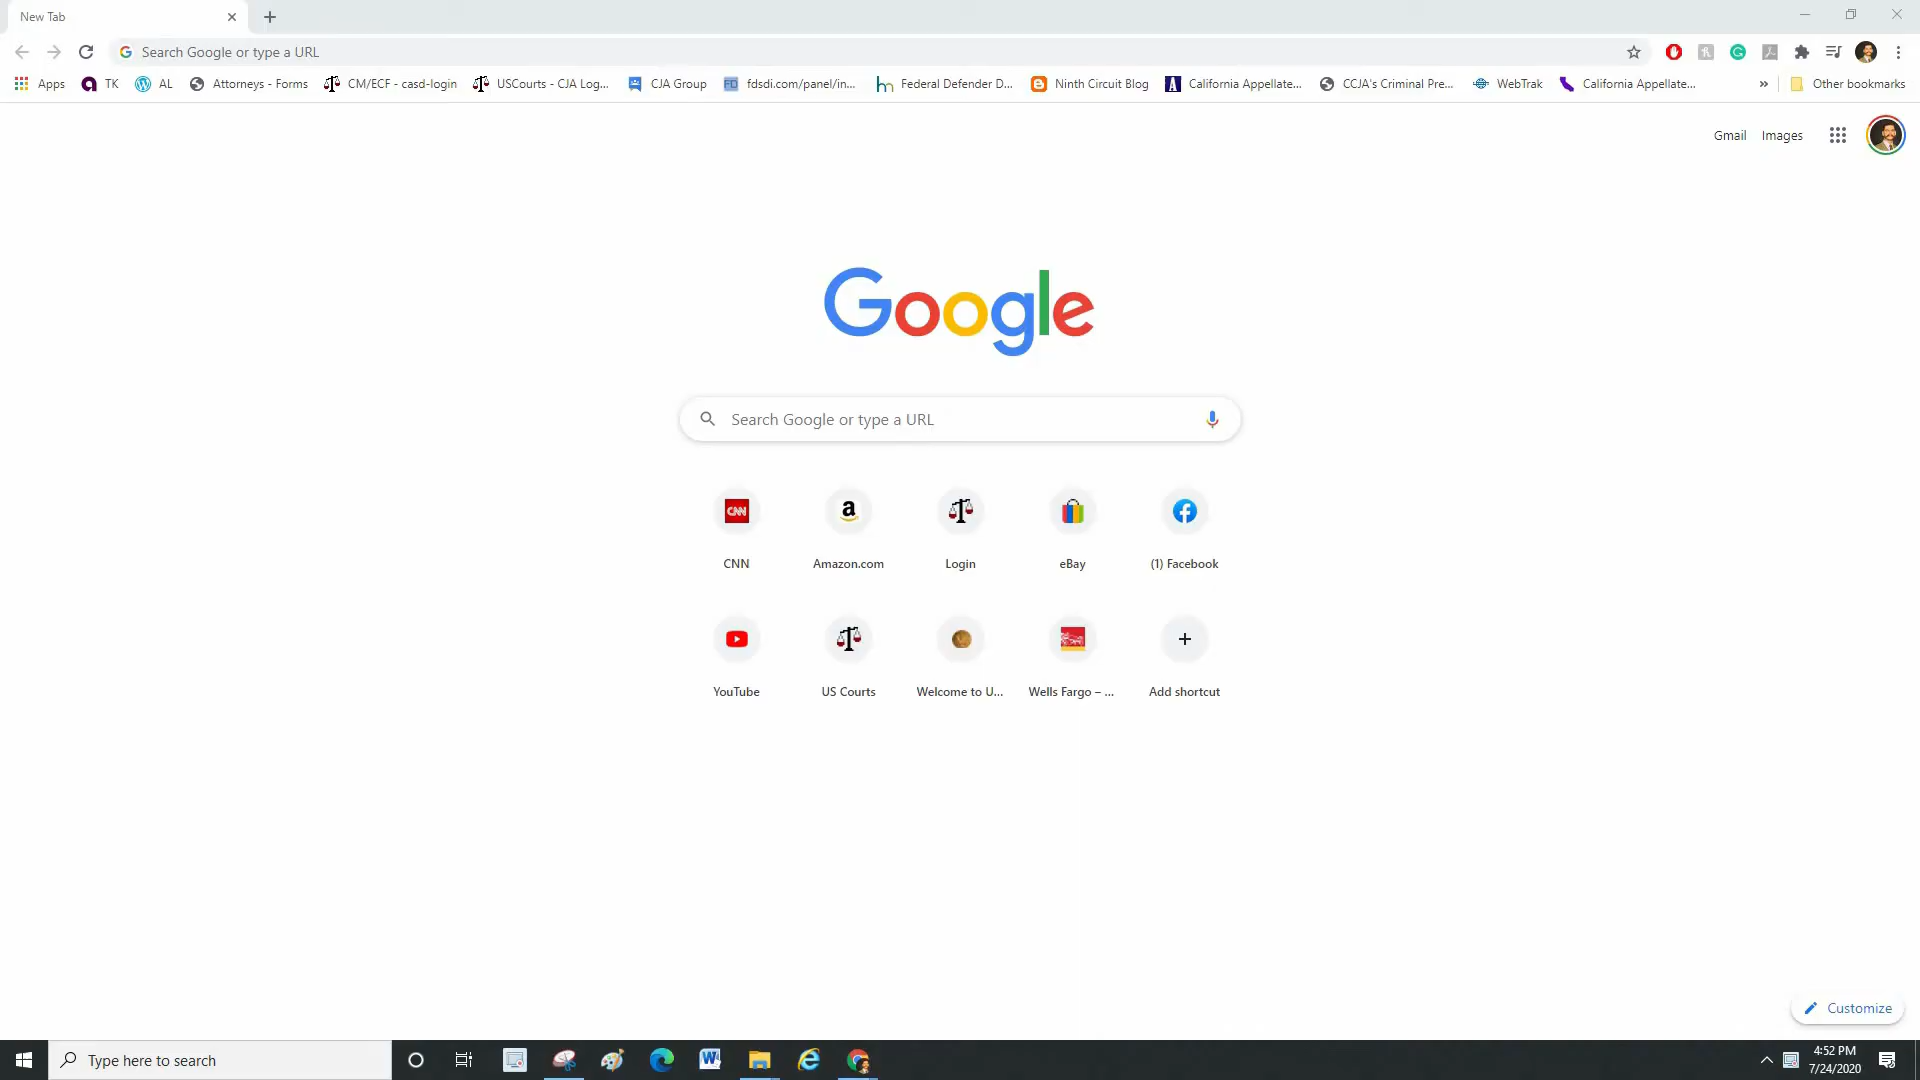 New Tab
Search Google or type a URL
Apps TK AL Attorneys - Forms CM/ECF - casd-login USCourts - CJA Log... CJA Group fdsdi.com/panel/in... Federal Defender D... Ninth Circuit Blog California Appellate... CCJA's Criminal Pre... WebTrak California Appellate... » Other bookmarks
Gmail Images
Google
Search Google or type a URL
CNN
CNN Amazon.com Login eBay (1) Facebook
YouTube US Courts Welcome to U... Wells Fargo – ... Add shortcut
Customize
Type here to search
4:52 PM
7/24/2020